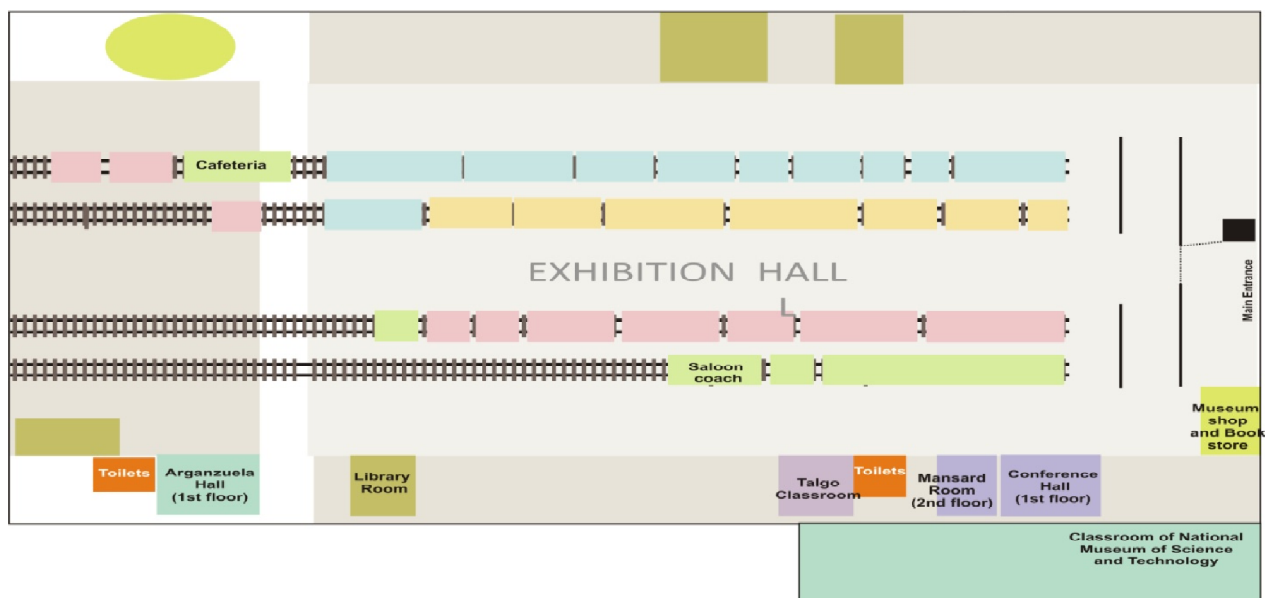 Cafeteria
EXHIBITION HALL
Main Entrance
Saloon
coach
Museum
shop
and Book
store
Toilets
Arganzuela
Hall
(1st floor)
Library
Room
Talgo
Classroom
Toilets
Mansard
Room
(2nd floor)
Conference
Hall
(1st floor)
Classroom of National
Museum of Science
and Technology